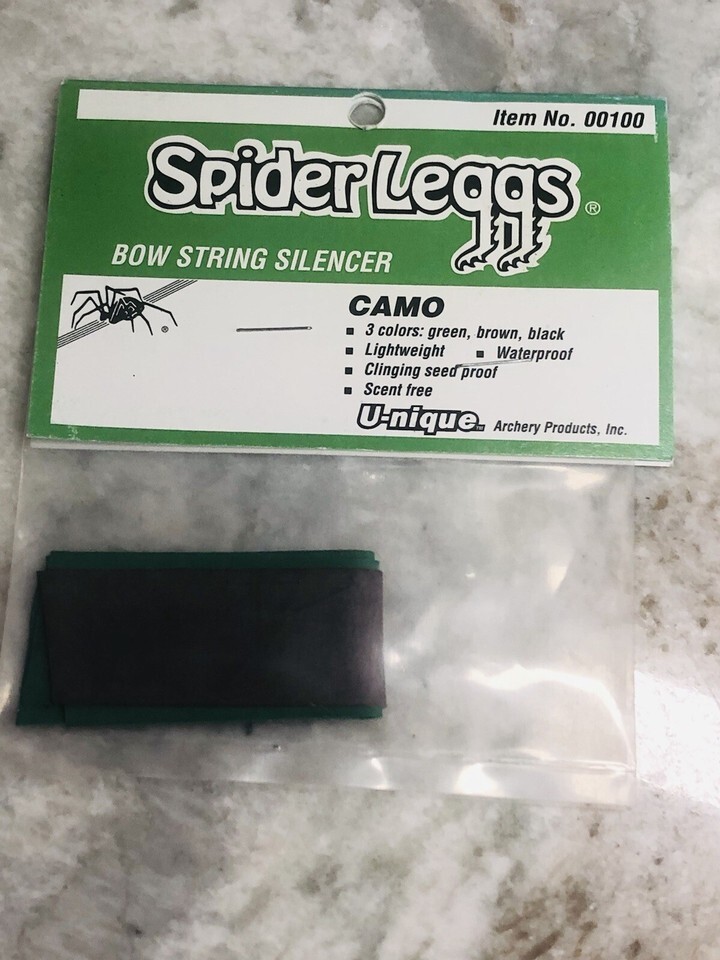 Item No. 00100
Spider Leggs ®
BOW STRING SILENCER
®
CAMO
▪ 3 colors: green, brown, black
▪ Lightweight ▪ Waterproof
▪ Clinging seed proof
▪ Scent free
U-nique™ Archery Products, Inc.